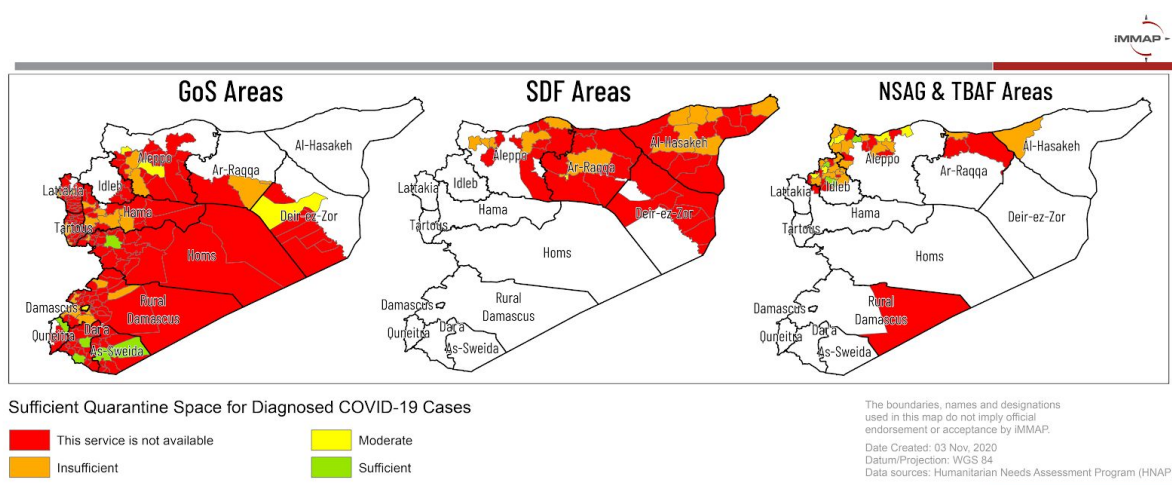 iMMAP
GoS Areas
Aleppo
Al-Hasakeh
Ar-Raqqa
Lattakia
Idleb
Hama
Deir-ez-Zor
Tartous
Homs
Damascus
Rural
Damascus
Quneitra
Dar'a
As-Sweida
SDF Areas
Aleppo
Al-Hasakeh
Ar-Raqqa
Lattakia
Idleb
Hama
Deir-ez-Zor
Tartous
Homs
Damascus
Rural
Damascus
Quneitra
Dar'a
As-Sweida
NSAG & TBAF Areas
Aleppo
Al-Hasakeh
Ar-Raqqa
Lattakia
Idleb
Hama
Deir-ez-Zor
Tartous
Homs
Damascus
Rural
Damascus
Quneitra
Dar'a
As-Sweida
Sufficient Quarantine Space for Diagnosed COVID-19 Cases
This service is not available
Moderate
Insufficient
Sufficient
The boundaries, names and designations
used in this map do not imply official
endorsement or acceptance by iMMAP.
Date Created: 03 Nov, 2020
Datum/Projection: WGS 84
Data sources: Humanitarian Needs Assessment Program (HNAP